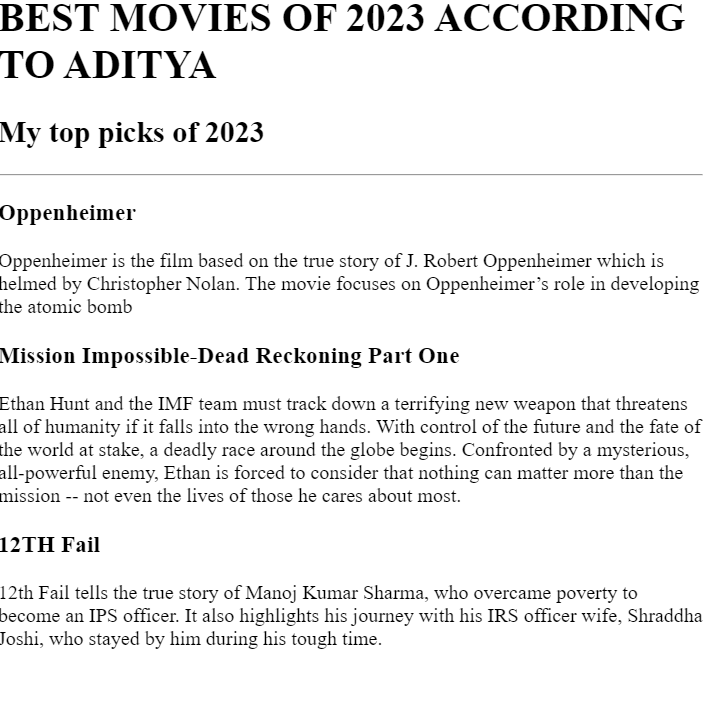 BEST MOVIES OF 2023 ACCORDING
TO ADITYA
My top picks of 2023
Oppenheimer
Oppenheimer is the film based on the true story of J. Robert Oppenheimer which is
helmed by Christopher Nolan. The movie focuses on Oppenheimer’s role in developing
the atomic bomb
Mission Impossible-Dead Reckoning Part One
Ethan Hunt and the IMF team must track down a terrifying new weapon that threatens
all of humanity if it falls into the wrong hands. With control of the future and the fate of
the world at stake, a deadly race around the globe begins. Confronted by a mysterious,
all-powerful enemy, Ethan is forced to consider that nothing can matter more than the
mission -- not even the lives of those he cares about most.
12TH Fail
12th Fail tells the true story of Manoj Kumar Sharma, who overcame poverty to
become an IPS officer. It also highlights his journey with his IRS officer wife, Shraddha
Joshi, who stayed by him during his tough time.